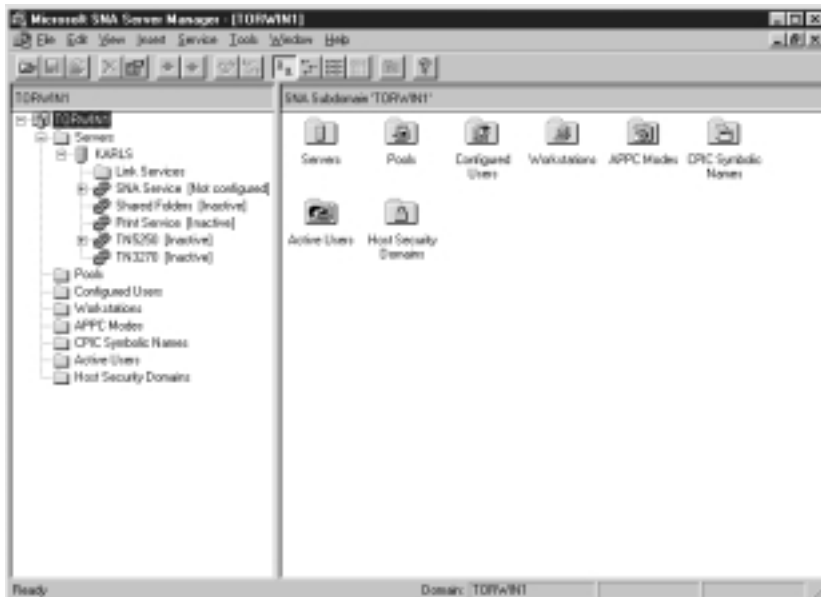 Microsoft SNA Server Manager - [TORWIN1]
File Edit View Insert Service Tools Window Help
TORWIN1
SNA Subdomain 'TORWIN1'
TORWIN1
Servers
KARLS
Link Services
SNA Service [Not configured]
Shared Folders [Inactive]
Print Service [Inactive]
TN5250 [Inactive]
TN3270 [Inactive]
Pools
Configured Users
Workstations
APPC Modes
CPIC Symbolic Names
Active Users
Host Security Domains
Servers
Pools
Configured Users
Workstations
APPC Modes
CPIC Symbolic Names
Active Users
Host Security Domains
Ready
Domain: TORWIN1